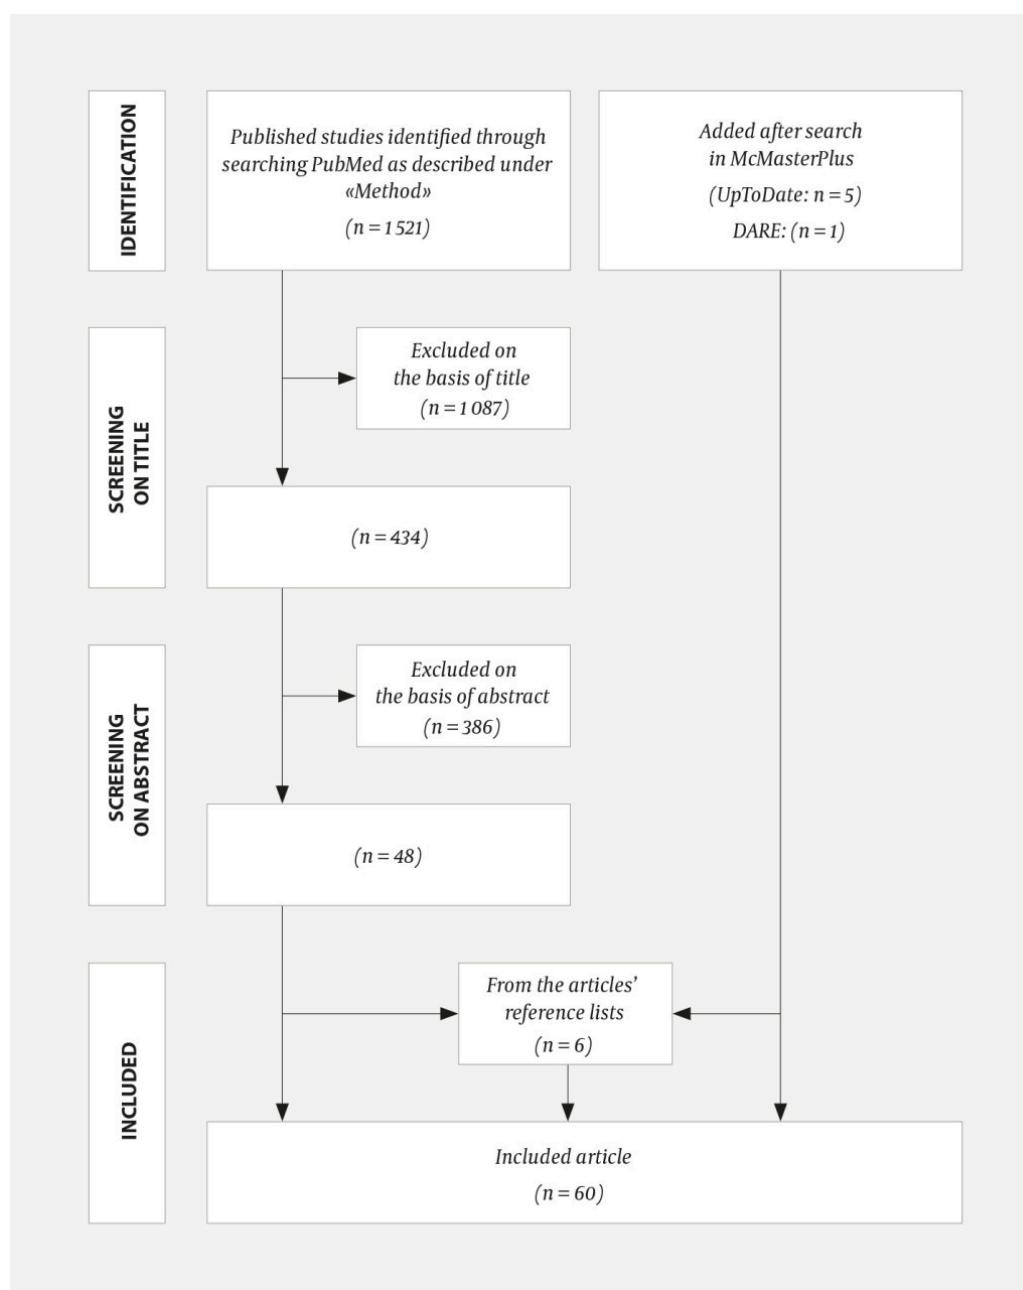 IDENTIFICATION
Published studies identified through
searching PubMed as described under
«Method»
(n = 1 521)
Added after search
in McMasterPlus
(UpToDate: n = 5)
DARE: (n = 1)
SCREENING
ON TITLE
Excluded on
the basis of title
(n = 1 087)
(n = 434)
SCREENING
ON ABSTRACT
Excluded on
the basis of abstract
(n = 386)
(n = 48)
INCLUDED
From the articles’
reference lists
(n = 6)
Included article
(n = 60)